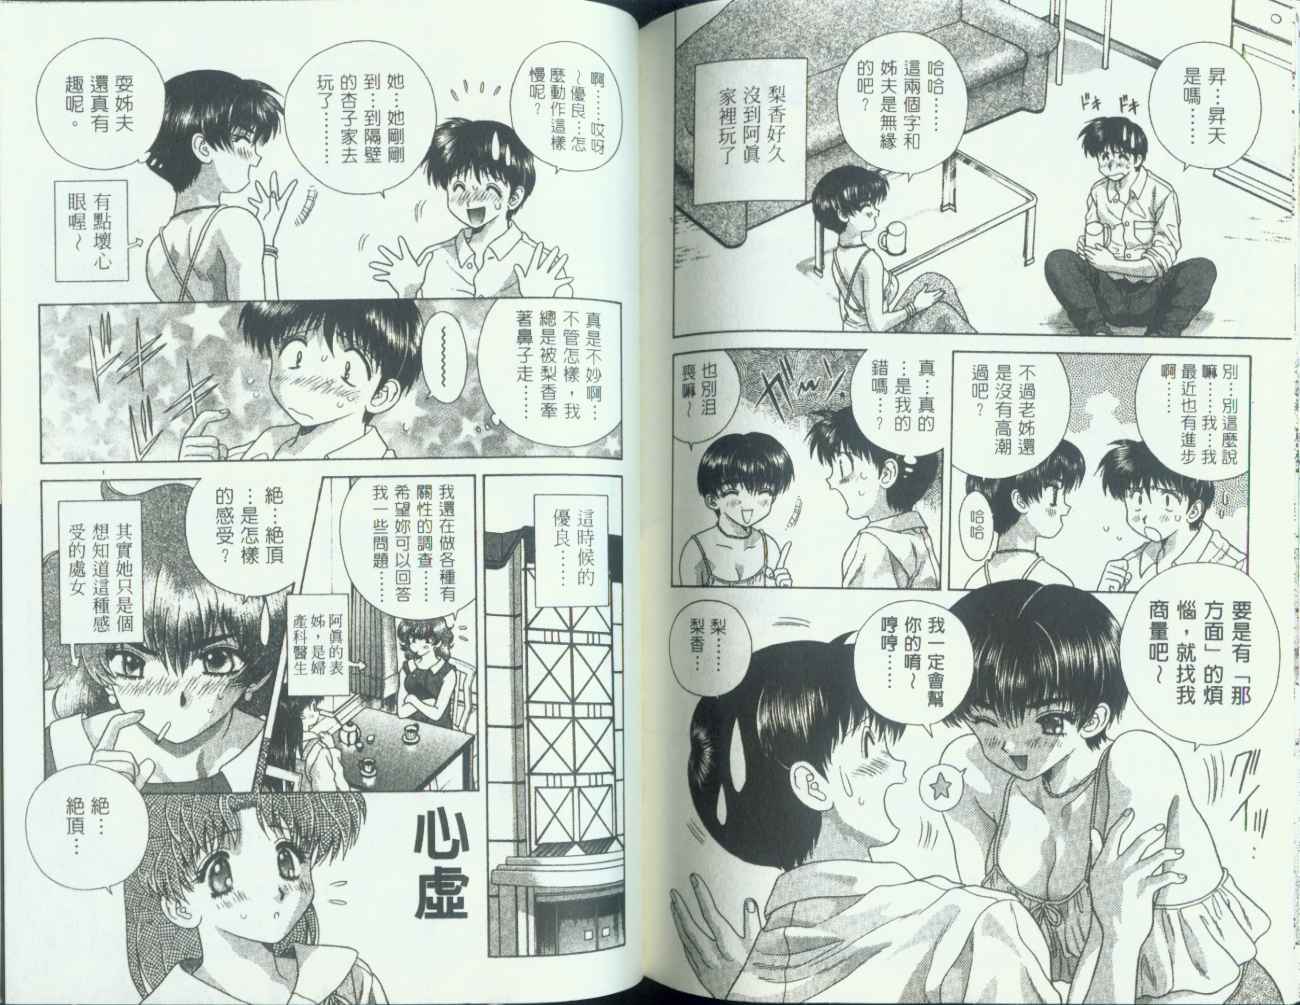 昇…昇天
是嗎……
ドキ
ドキ
哈哈……
這兩個字和
姊夫是無緣
的吧?
梨香好久
沒到阿眞
家裡玩了
別…別這麼說
嘛……我…我
最近也有進步
啊……
不過老姊還
是沒有高潮
過吧?
哈哈
真…真的
…是我的
錯嗎…?
ガーン!
也別沮
喪嘛~
要是有「那
方面」的煩
惱,就找我
商量吧~
我一定會幫
你的唷~
哼哼……
梨……
梨香…
啊……哎呀
~優良…怎
麼動作這樣
慢呢?
她…她剛剛
到…到隔壁
的杏子家去
玩了………
耍姊夫
還真有
趣呢。
有點壞心
眼喔~
真是不妙啊…
不管怎樣,我
總是被梨香牽
著鼻子走……
這時候的
優良……
我還在做各種有
關性的調查……
希望妳可以回答
我一些問題……
阿眞的表
姊,是婦
產科醫生
絕…絕頂
…是怎樣
的感受?
其實她只是個
想知道這種感
受的處女
心虛
絕…
絕頂…